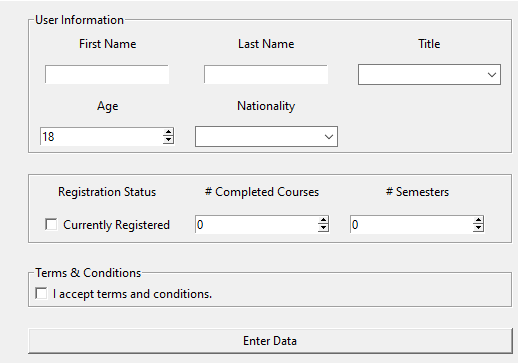 User Information
First Name Last Name Title
Age Nationality
18
Registration Status # Completed Courses # Semesters
Currently Registered 0 0
Terms & Conditions
I accept terms and conditions.
Enter Data